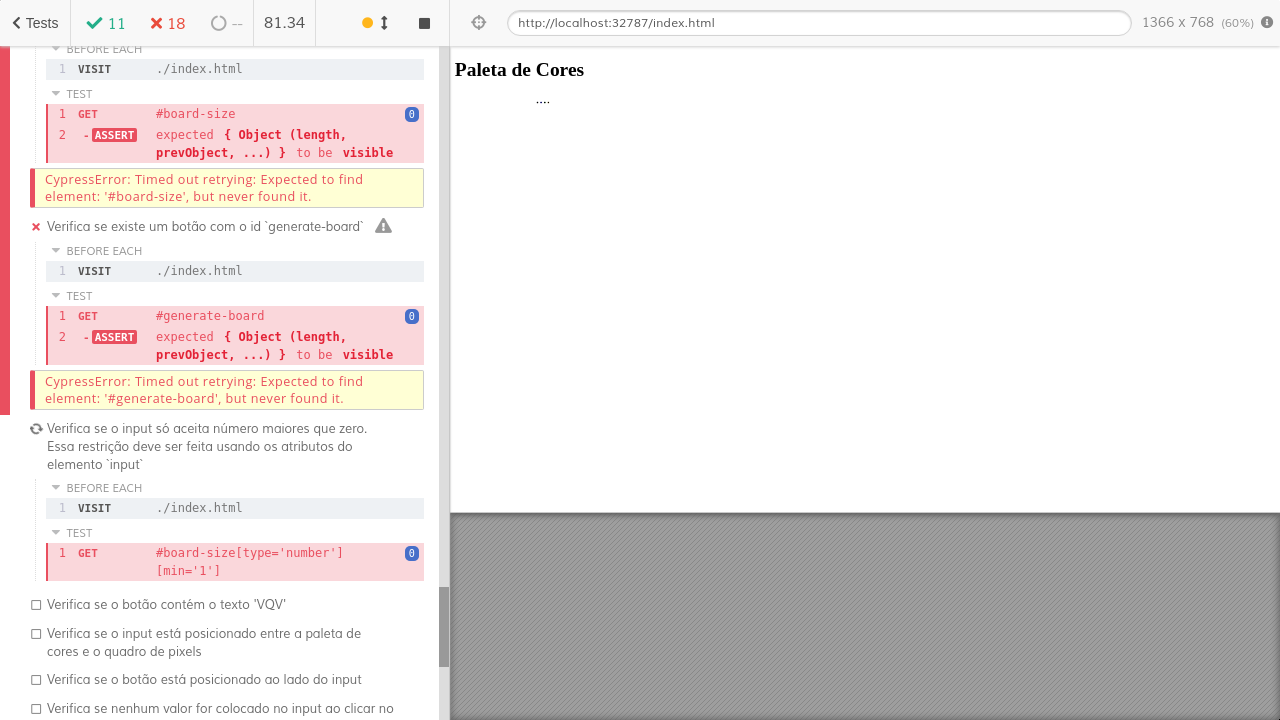 Tests 11 18 -- 81.34
BEFORE EACH
1 VISIT ./index.html
TEST
1 GET #board-size 0
2 -ASSERT expected { Object (length,
prevObject, ...) } to be visible
CypressError: Timed out retrying: Expected to find
element: '#board-size', but never found it.
Verifica se existe um botão com o id `generate-board`
BEFORE EACH
1 VISIT ./index.html
TEST
1 GET #generate-board 0
2 -ASSERT expected { Object (length,
prevObject, ...) } to be visible
CypressError: Timed out retrying: Expected to find
element: '#generate-board', but never found it.
Verifica se o input só aceita número maiores que zero.
Essa restrição deve ser feita usando os atributos do
elemento `input`
BEFORE EACH
1 VISIT ./index.html
TEST
1 GET #board-size[type='number'] 0
[min='1']
Verifica se o botão contém o texto 'VQV'
Verifica se o input está posicionado entre a paleta de
cores e o quadro de pixels
Verifica se o botão está posicionado ao lado do input
Verifica se nenhum valor for colocado no input ao clicar no
http://localhost:32787/index.html 1366 x 768 (60%)
Paleta de Cores
....